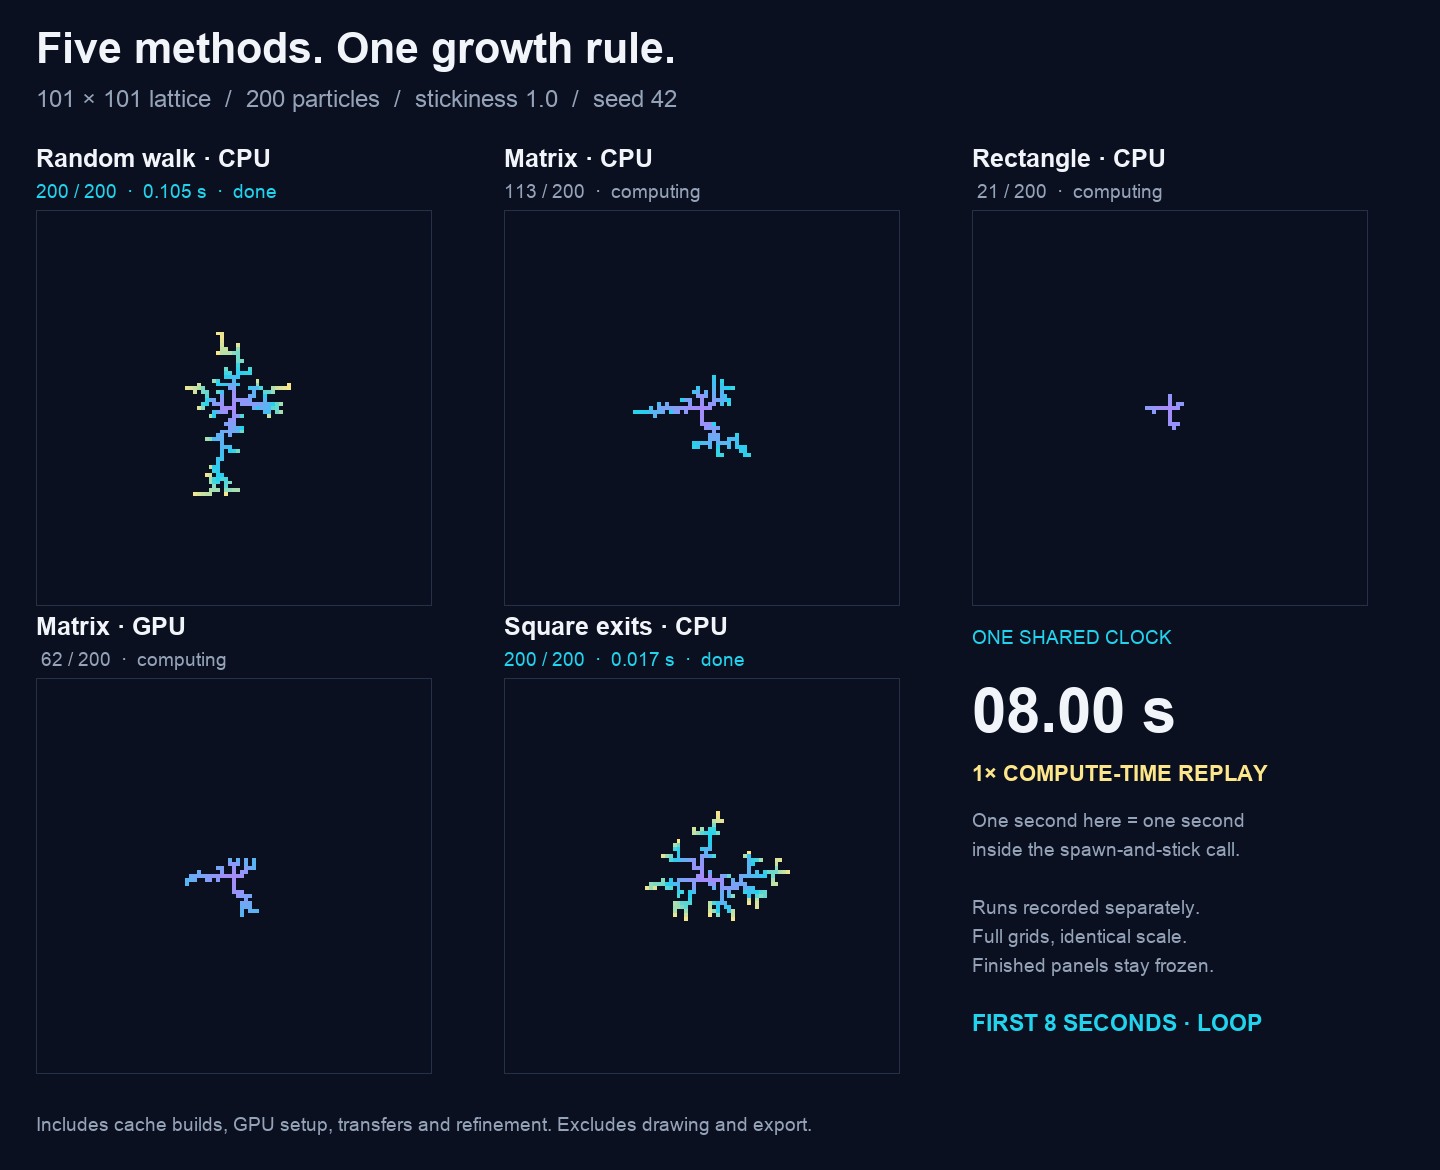 Five methods. One growth rule.
101 × 101 lattice / 200 particles / stickiness 1.0 / seed 42
Random walk · CPU
200 / 200 · 0.105 s · done
Matrix · CPU
113 / 200 · computing
Rectangle · CPU
21 / 200 · computing
Matrix · GPU
62 / 200 · computing
Square exits · CPU
200 / 200 · 0.017 s · done
ONE SHARED CLOCK
08.00 s
1× COMPUTE-TIME REPLAY
One second here = one second
inside the spawn-and-stick call.
Runs recorded separately.
Full grids, identical scale.
Finished panels stay frozen.
FIRST 8 SECONDS · LOOP
Includes cache builds, GPU setup, transfers and refinement. Excludes drawing and export.